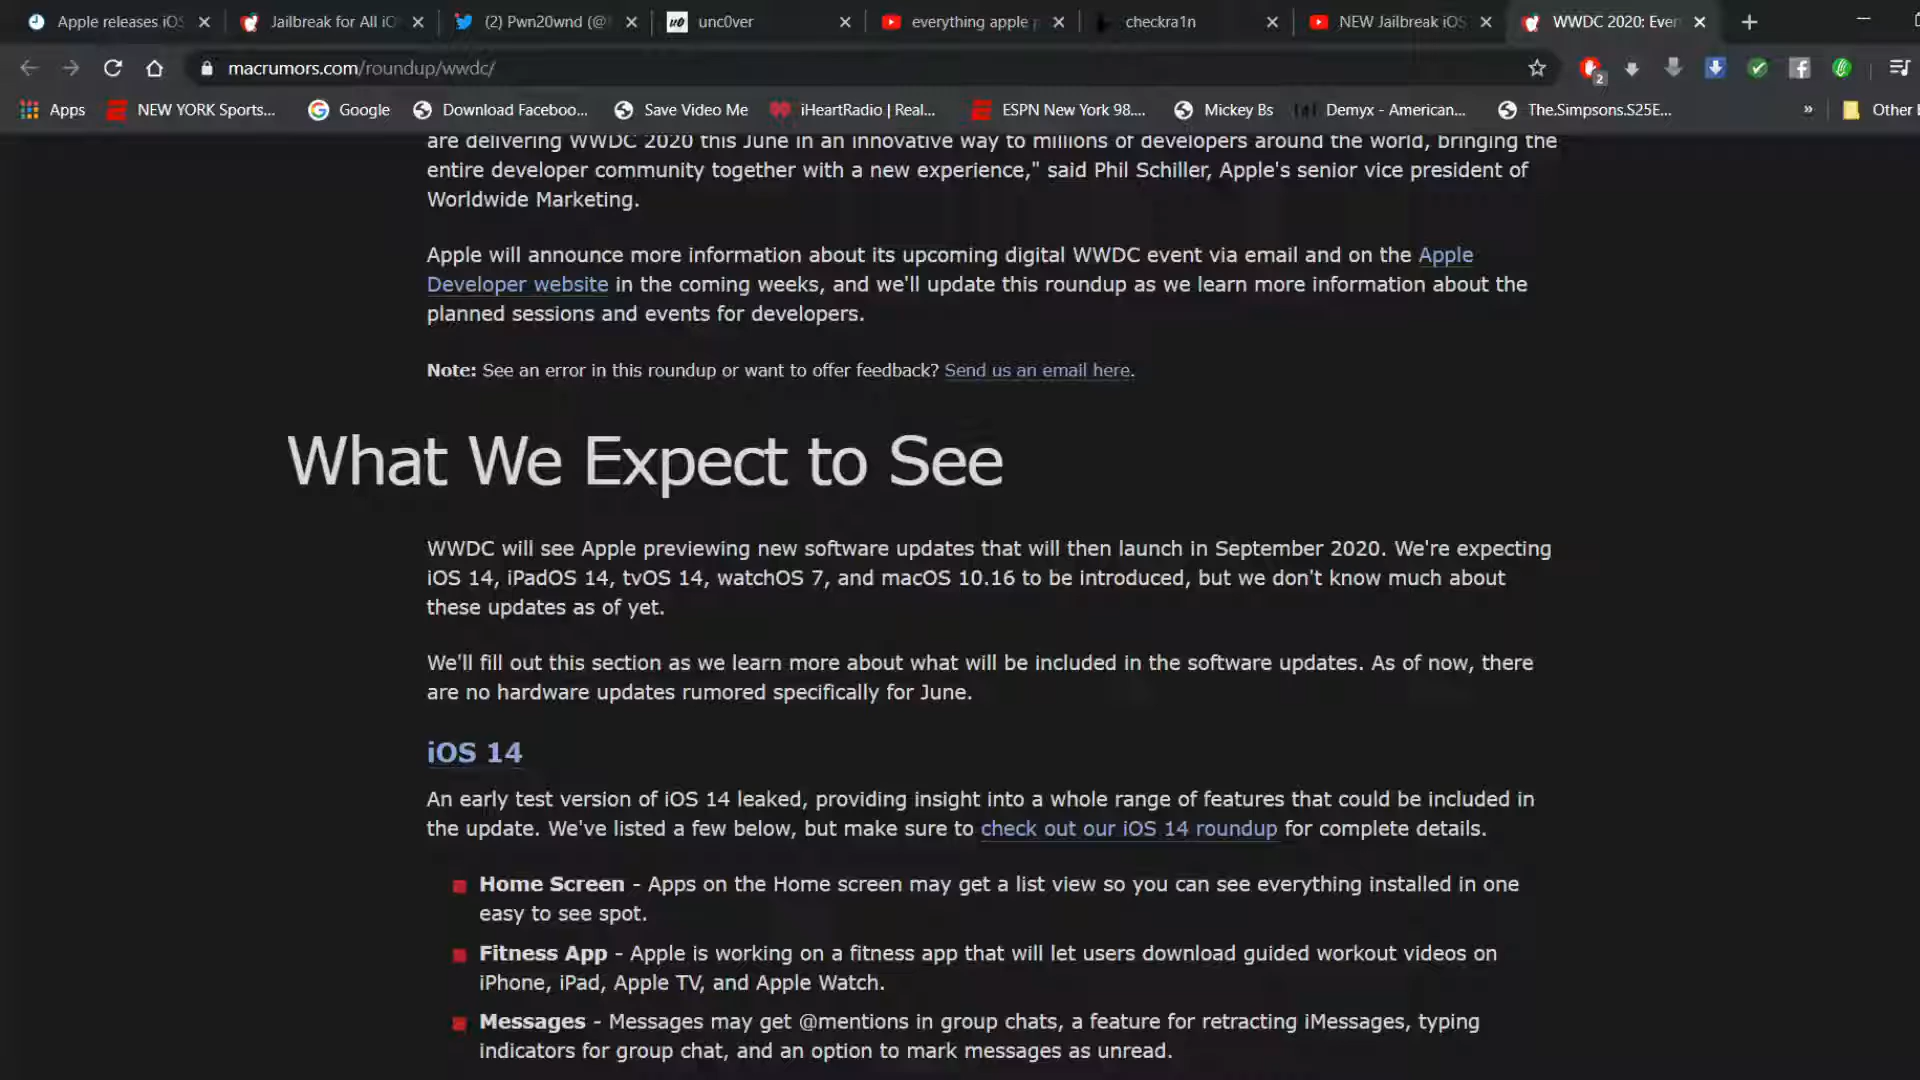 Apple releases iOS
Jailbreak for All iO
(2) Pwn20wnd (@
u0
unc0ver
everything apple p
checkra1n
NEW Jailbreak iOS
WWDC 2020: Even
macrumors.com/roundup/wwdc/
2
Apps
NEW YORK Sports...
Google
Download Faceboo...
Save Video Me
iHeartRadio | Real...
ESPN New York 98....
Mickey Bs
Demyx - American...
The.Simpsons.S25E...
»
Other
are delivering WWDC 2020 this June in an innovative way to millions of developers around the world, bringing the
entire developer community together with a new experience," said Phil Schiller, Apple's senior vice president of
Worldwide Marketing.
Apple will announce more information about its upcoming digital WWDC event via email and on the Apple
Developer website in the coming weeks, and we'll update this roundup as we learn more information about the
planned sessions and events for developers.
Note: See an error in this roundup or want to offer feedback? Send us an email here.
What We Expect to See
WWDC will see Apple previewing new software updates that will then launch in September 2020. We're expecting
iOS 14, iPadOS 14, tvOS 14, watchOS 7, and macOS 10.16 to be introduced, but we don't know much about
these updates as of yet.
We'll fill out this section as we learn more about what will be included in the software updates. As of now, there
are no hardware updates rumored specifically for June.
iOS 14
An early test version of iOS 14 leaked, providing insight into a whole range of features that could be included in
the update. We've listed a few below, but make sure to check out our iOS 14 roundup for complete details.
Home Screen - Apps on the Home screen may get a list view so you can see everything installed in one
easy to see spot.
Fitness App - Apple is working on a fitness app that will let users download guided workout videos on
iPhone, iPad, Apple TV, and Apple Watch.
Messages - Messages may get @mentions in group chats, a feature for retracting iMessages, typing
indicators for group chat, and an option to mark messages as unread.